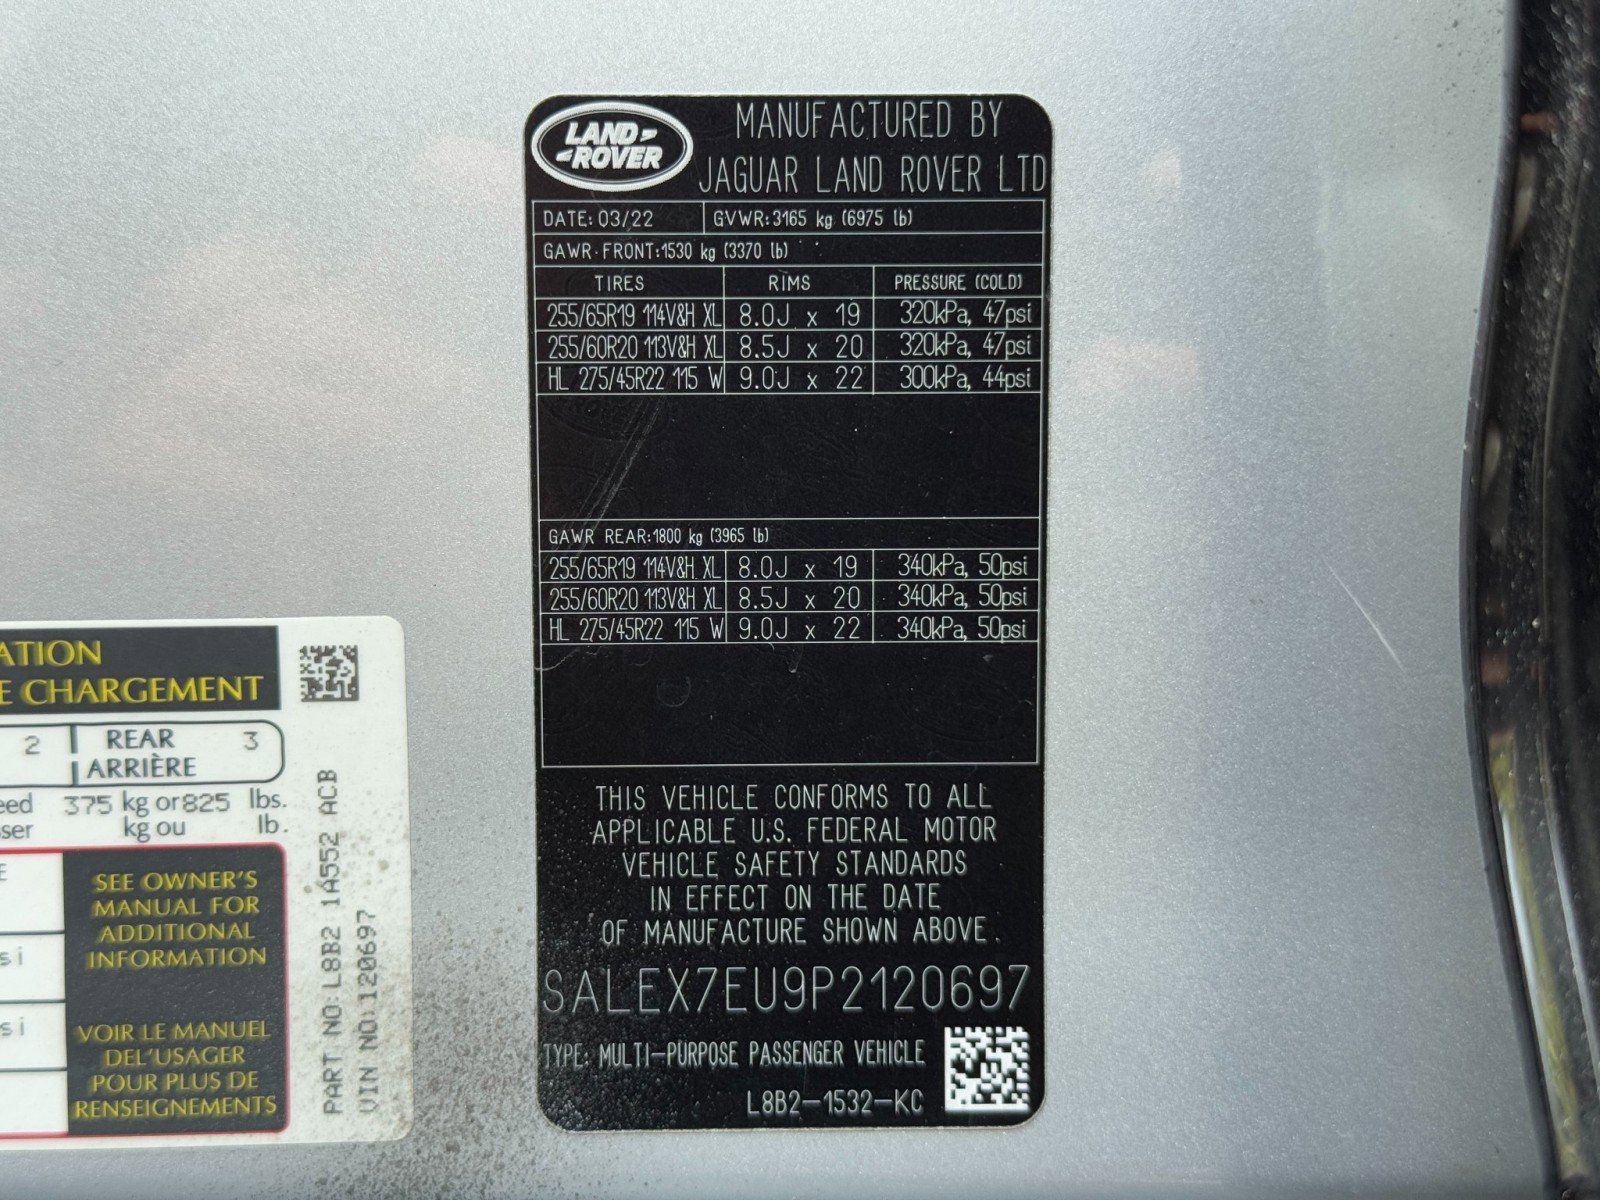 LAND
ROVER
MANUFACTURED BY
JAGUAR LAND ROVER LTD
DATE: 03/22 GVWR: 3165 kg (6975 lb)
GAWR-FRONT: 1530 kg (3370 lb)
TIRES RIMS PRESSURE (COLD)
255/65R19 114V&H XL 8.0J x 19 320kPa, 47psi
255/60R20 113V&H XL 8.5J x 20 320kPa, 47psi
HL 275/45R22 115 W 9.0J x 22 300kPa, 44psi
GAWR REAR: 1800 kg (3965 lb)
255/65R19 114V&H XL 8.0J x 19 340kPa, 50psi
255/60R20 113V&H XL 8.5J x 20 340kPa, 50psi
HL 275/45R22 115 W 9.0J x 22 340kPa, 50psi
THIS VEHICLE CONFORMS TO ALL
APPLICABLE U.S. FEDERAL MOTOR
VEHICLE SAFETY STANDARDS
IN EFFECT ON THE DATE
OF MANUFACTURE SHOWN ABOVE.
SALEX7EU9P2120697
TYPE: MULTI-PURPOSE PASSENGER VEHICLE
L8B2-1532-KC
ATION
E CHARGEMENT
2 REAR 3
ARRIÈRE
eed 375 kg or 825 lbs.
sser kg ou lb.
E
si
si
SEE OWNER'S
MANUAL FOR
ADDITIONAL
INFORMATION
VOIR LE MANUEL
DEL'USAGER
POUR PLUS DE
RENSEIGNEMENTS
PART NO: L8B2 1A552 ACB
VIN NO: 120697